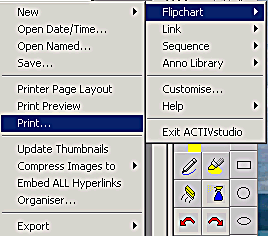 New
Open Date/Time...
Open Named...
Save...
Printer Page Layout
Print Preview
Print...
Update Thumbnails
Compress Images to
Embed ALL Hyperlinks
Organiser...
Export
Flipchart
Link
Sequence
Anno Library
Customise...
Help
Exit ACTIVstudio